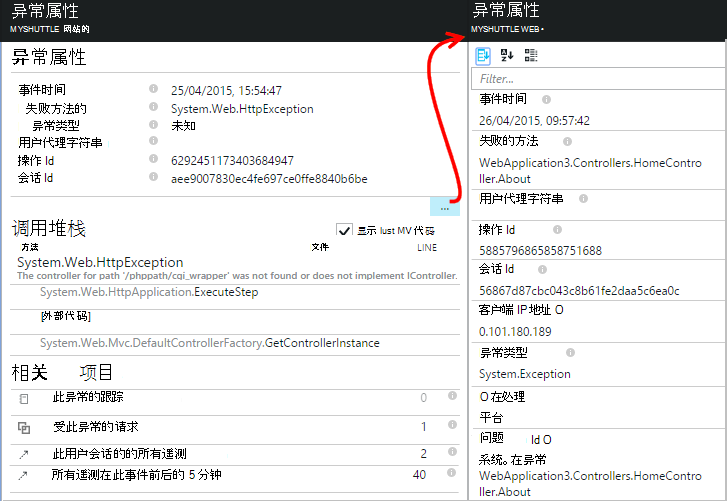 异常属性
MYSHUTTLE 网站的
异常属性
事件时间 25/04/2015, 15:54:47
失败方法的 System.Web.HttpException
异常类型 未知
用户代理字符串
操作 Id 6292451173403684947
会话 Id aee9007830ec4fe697ce0ffe8840b6be
...
调用堆栈
显示 Iust MV 代码
方法 文件 LINE
System.Web.HttpException
The controller for path '/phppath/cgi_wrapper' was not found or does not implement IController.
System.Web.HttpApplication.ExecuteStep
[外部代码]
System.Web.Mvc.DefaultControllerFactory.GetControllerInstance
相关 项目
此异常的跟踪 0
受此异常的请求 1
此用户会话的的所有遥测 2
所有遥测在此事件前后的 5 分钟 40
异常属性
MYSHUTTLE WEB •
Filter...
事件时间
26/04/2015, 09:57:42
失败的方法
WebApplication3.Controllers.HomeContro
ller.About
用户代理字符串
操作 Id
5885796865858751688
会话 Id
56867d87cbc043c8b61fe2daa5c6ea0c
客户端 IP 地址 O
0.101.180.189
异常类型
System.Exception
O 在处理
平台
问题 Id O
系统。在异常
WebApplication3.Controllers.HomeContro
ller.About